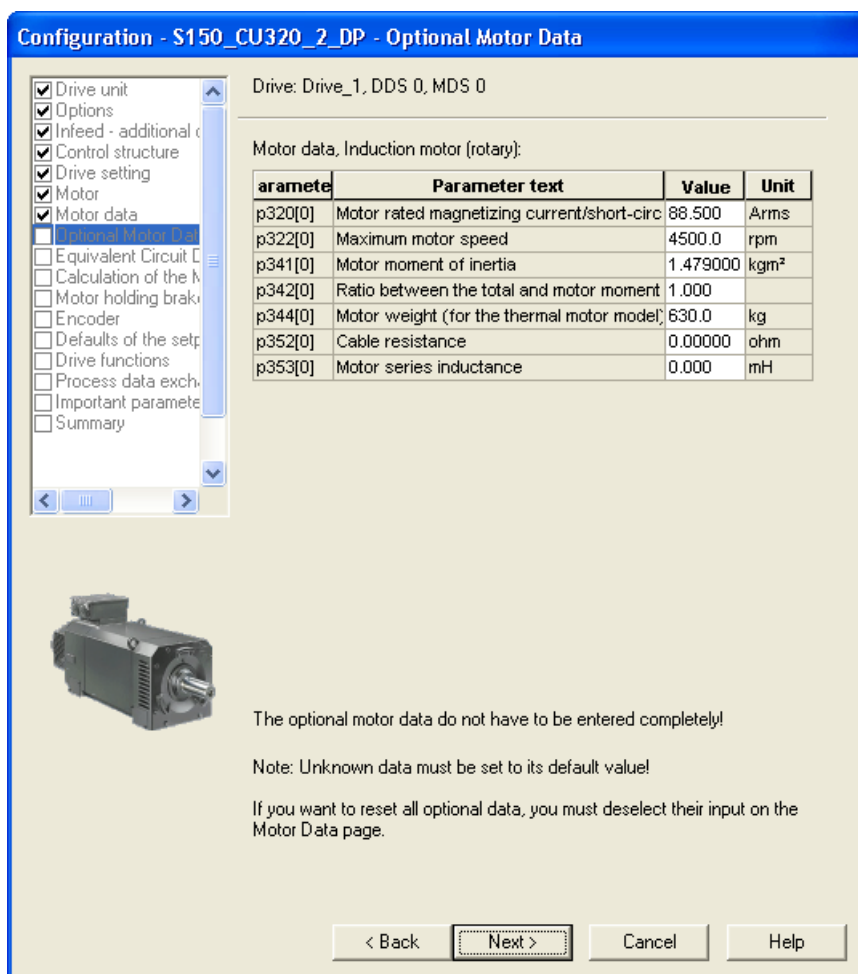 Configuration - S150_CU320_2_DP - Optional Motor Data
Drive unit
Options
Infeed - additional d
Control structure
Drive setting
Motor
Motor data
Optional Motor Dat
Equivalent Circuit D
Calculation of the M
Motor holding brak
Encoder
Defaults of the setp
Drive functions
Process data exch
Important paramete
Summary
Drive: Drive_1, DDS 0, MDS 0
Motor data, Induction motor (rotary):
aramete Parameter text Value Unit
p320[0] Motor rated magnetizing current/short-circ 88.500 Arms
p322[0] Maximum motor speed 4500.0 rpm
p341[0] Motor moment of inertia 1.479000 kgm²
p342[0] Ratio between the total and motor moment 1.000
p344[0] Motor weight (for the thermal motor model) 630.0 kg
p352[0] Cable resistance 0.00000 ohm
p353[0] Motor series inductance 0.000 mH
The optional motor data do not have to be entered completely!
Note: Unknown data must be set to its default value!
If you want to reset all optional data, you must deselect their input on the
Motor Data page.
< Back Next > Cancel Help